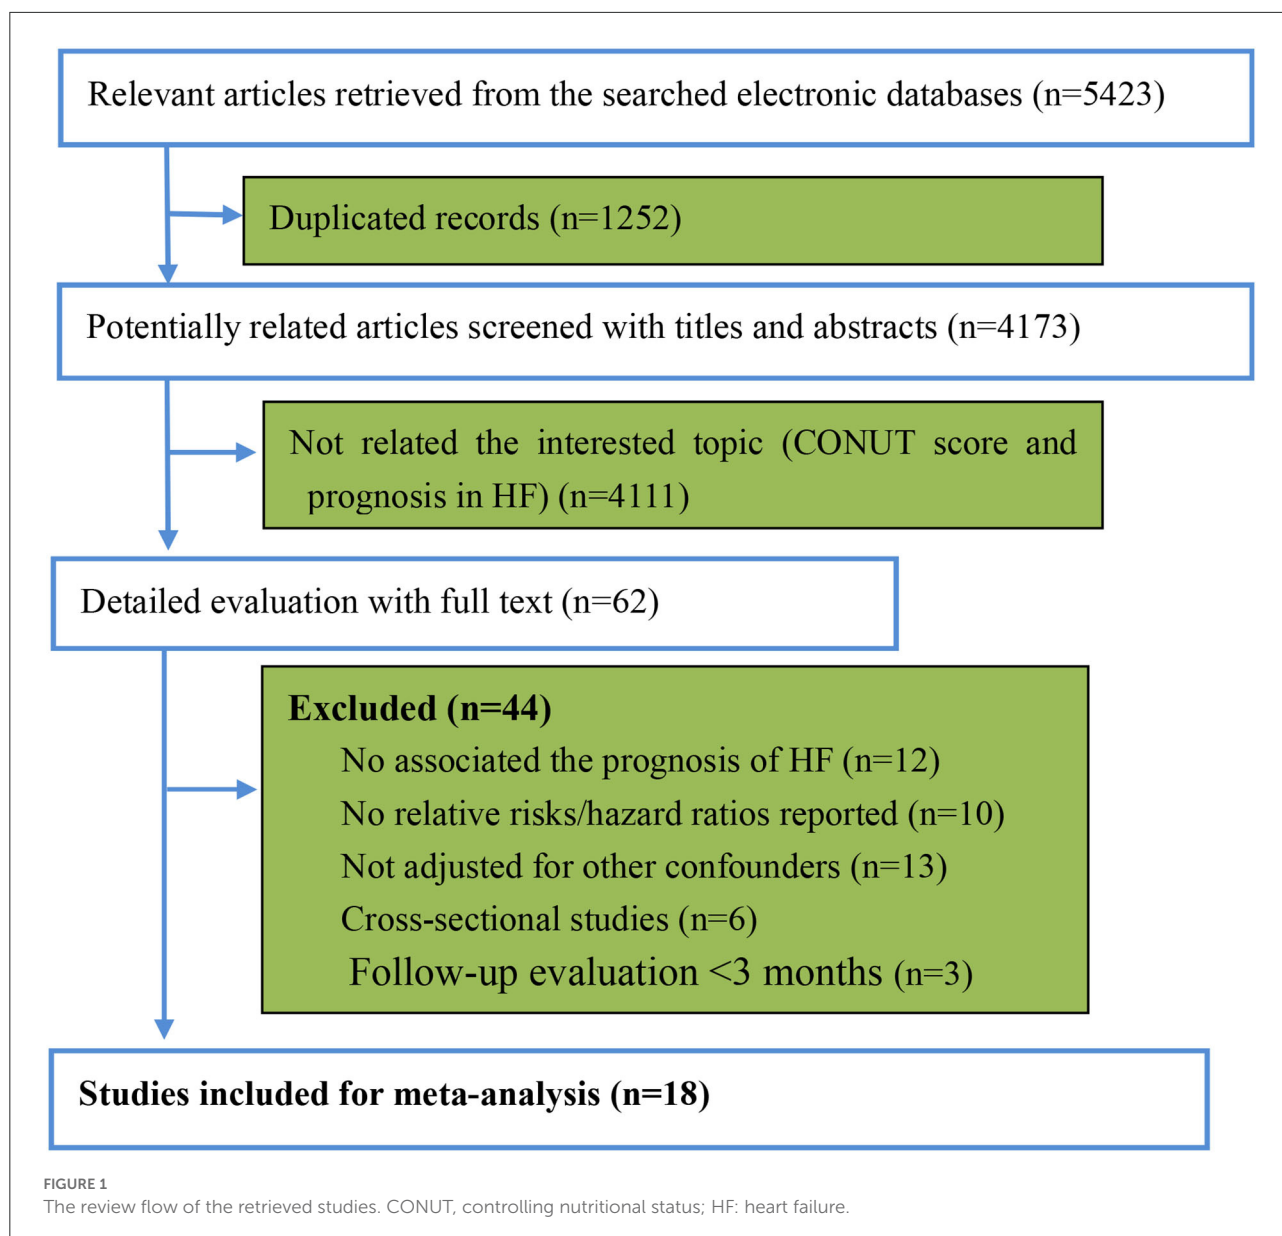 Relevant articles retrieved from the searched electronic databases (n=5423)
Duplicated records (n=1252)
Potentially related articles screened with titles and abstracts (n=4173)
Not related the interested topic (CONUT score and
prognosis in HF) (n=4111)
Detailed evaluation with full text (n=62)
Excluded (n=44)
No associated the prognosis of HF (n=12)
No relative risks/hazard ratios reported (n=10)
Not adjusted for other confounders (n=13)
Cross-sectional studies (n=6)
Follow-up evaluation <3 months (n=3)
Studies included for meta-analysis (n=18)
FIGURE 1
The review flow of the retrieved studies. CONUT, controlling nutritional status; HF: heart failure.